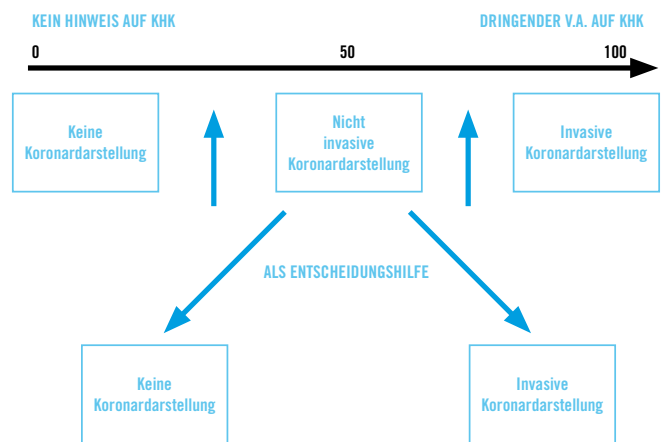 KEIN HINWEIS AUF KHK
DRINGENDER V.A. AUF KHK
0
50
100
Keine
Koronardarstellung
Nicht
invasive
Koronardarstellung
Invasive
Koronardarstellung
ALS ENTSCHEIDUNGSHILFE
Keine
Koronardarstellung
Invasive
Koronardarstellung